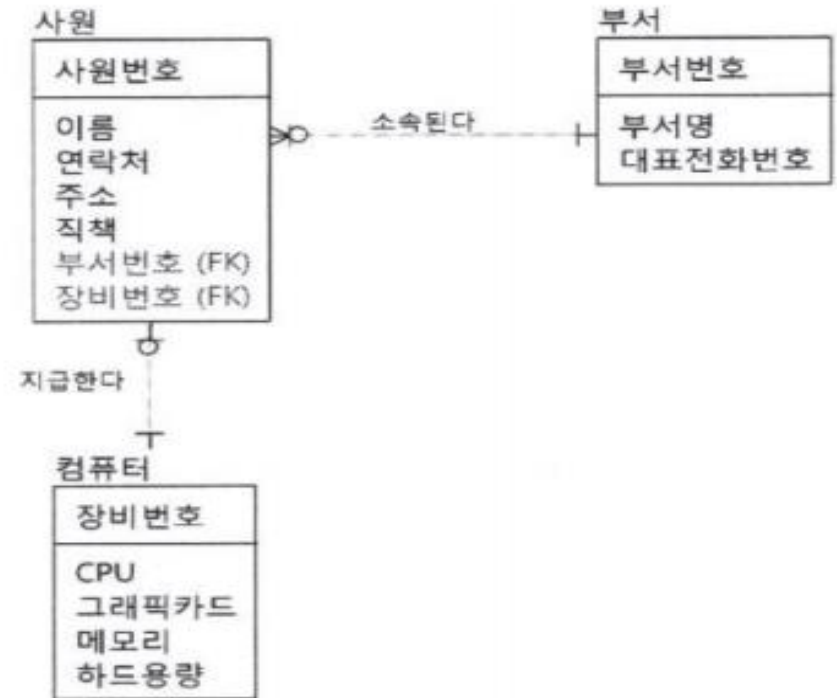 사원
사원번호
이름
연락처
주소
직책
부서번호 (FK)
장비번호 (FK)
소속된다
부서
부서번호
부서명
대표전화번호
지급한다
컴퓨터
장비번호
CPU
그래픽카드
메모리
하드용량